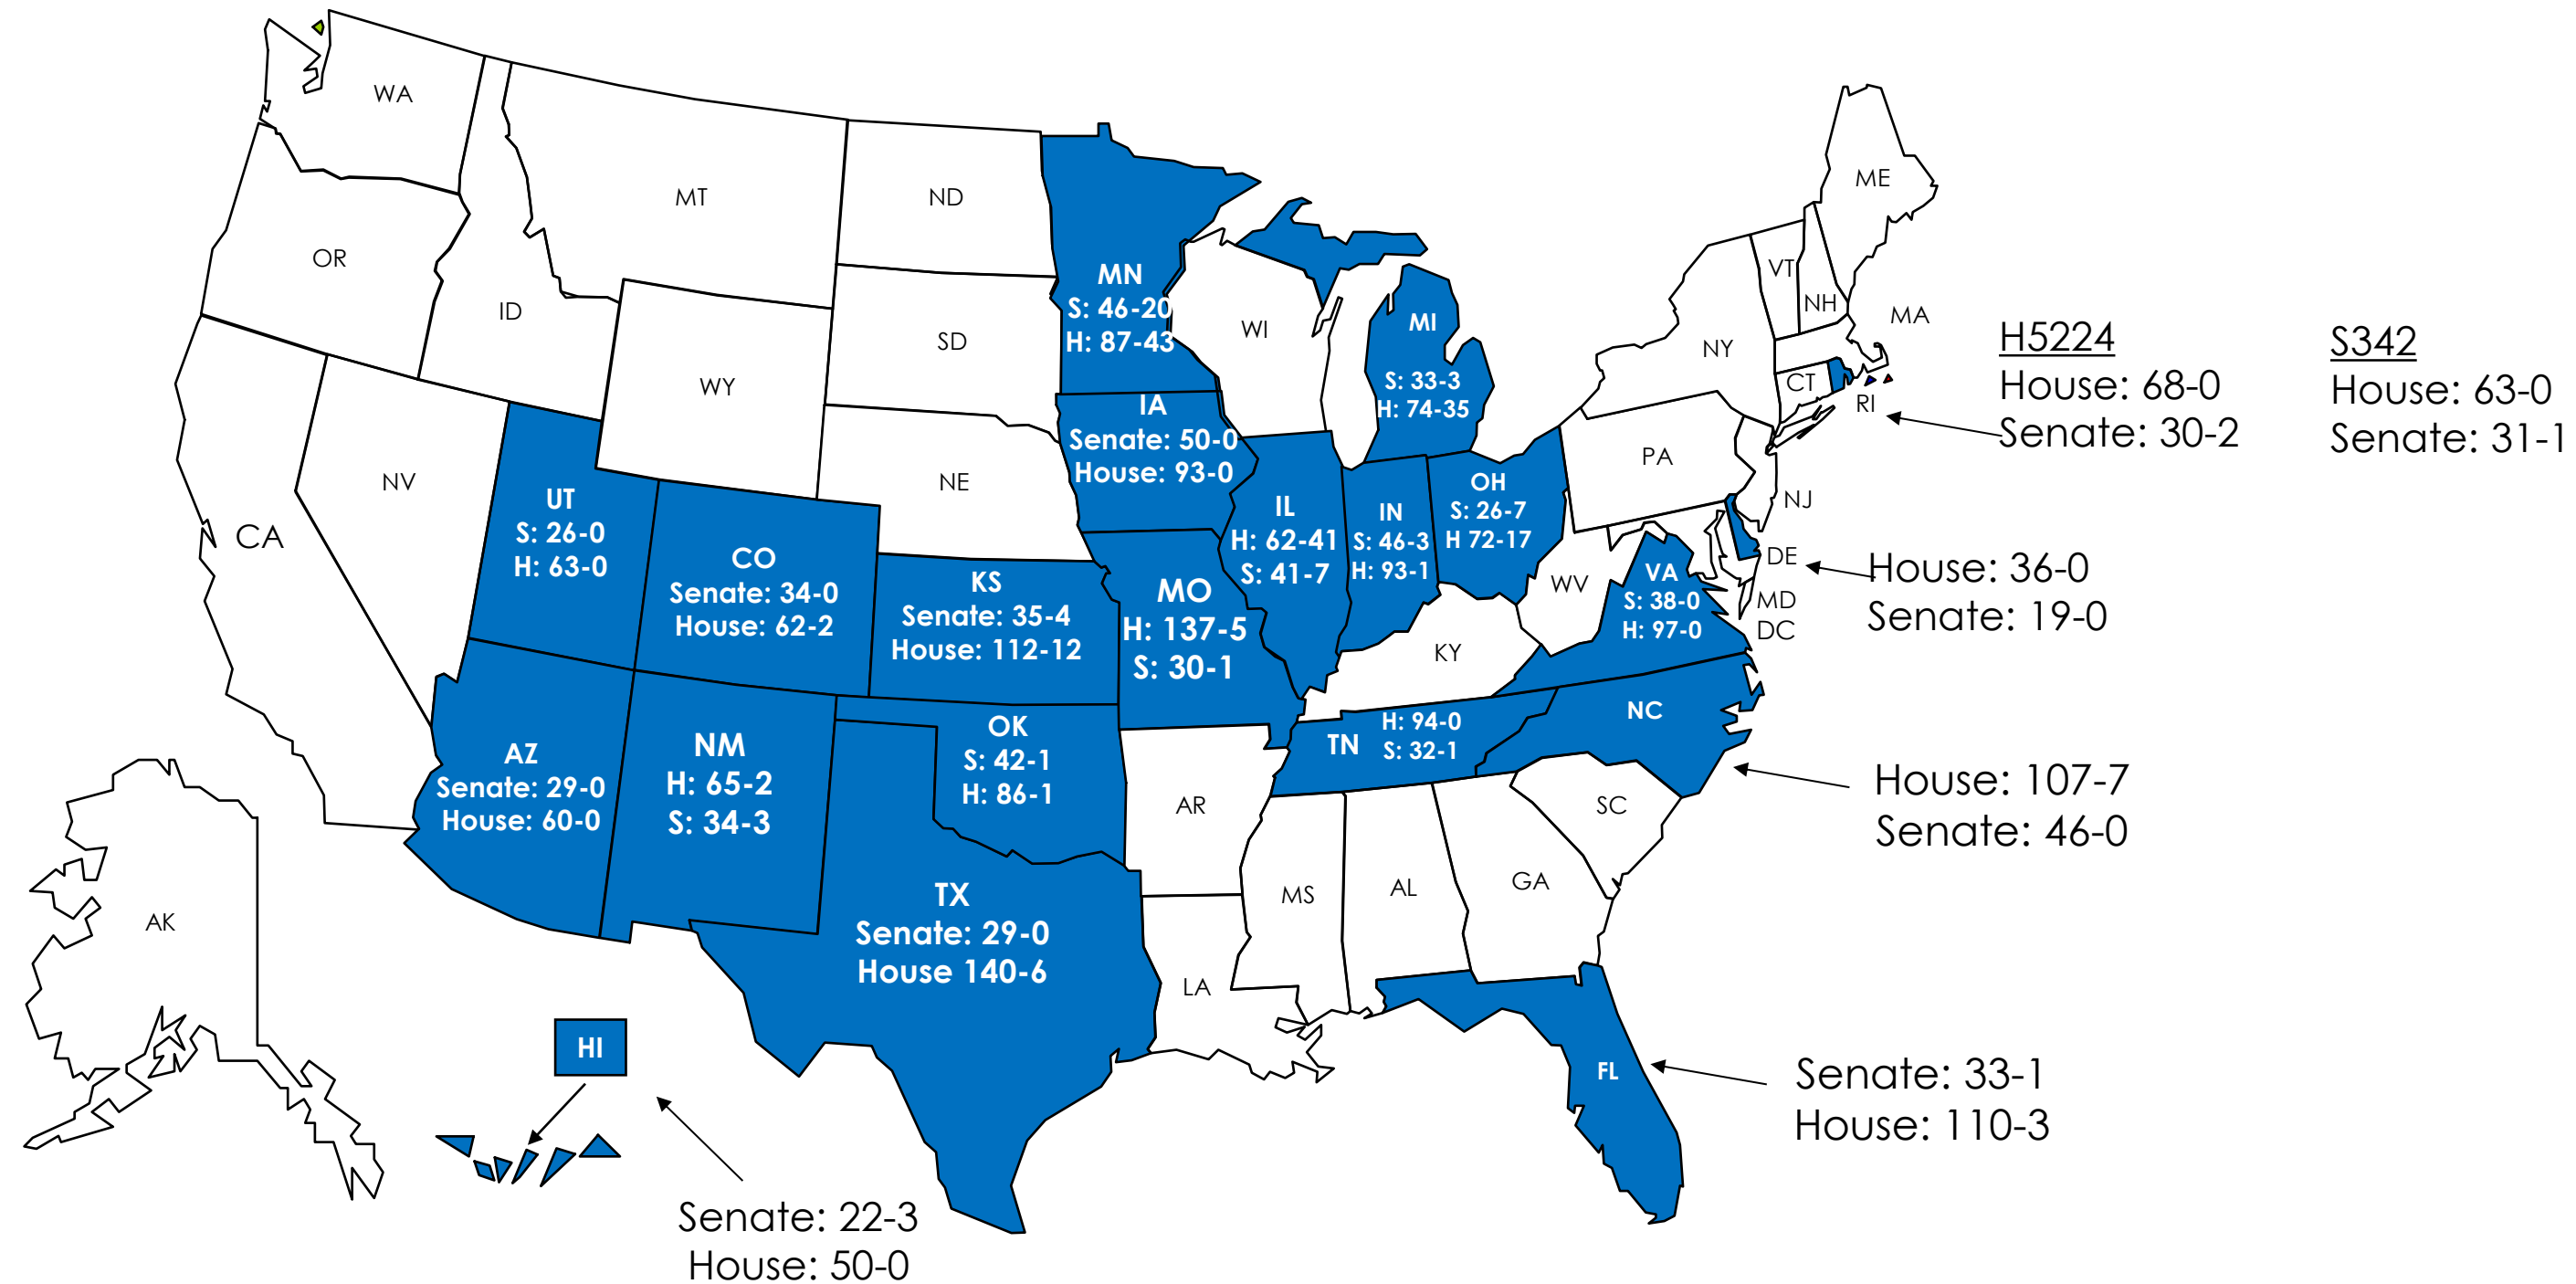 WA
OR
CA
NV
ID
MT
WY
ND
SD
NE
UT
S: 26-0
H: 63-0
CO
Senate: 34-0
House: 62-2
KS
Senate: 35-4
House: 112-12
AZ
Senate: 29-0
House: 60-0
NM
H: 65-2
S: 34-3
OK
S: 42-1
H: 86-1
TX
Senate: 29-0
House 140-6
MN
S: 46-20
H: 87-43
IA
Senate: 50-0
House: 93-0
MO
H: 137-5
S: 30-1
WI
IL
H: 62-41
S: 41-7
MI
S: 33-3
H: 74-35
IN
S: 46-3
H: 93-1
OH
S: 26-7
H 72-17
KY
WV
VA
S: 38-0
H: 97-0
TN
H: 94-0
S: 32-1
NC
House: 107-7
Senate: 46-0
AR
LA
MS
AL
GA
SC
FL
Senate: 33-1
House: 110-3
PA
NY
VT
NH
ME
MA
CT
RI
H5224
House: 68-0
Senate: 30-2
S342
House: 63-0
Senate: 31-1
NJ
DE
House: 36-0
Senate: 19-0
MD
DC
AK
HI
Senate: 22-3
House: 50-0